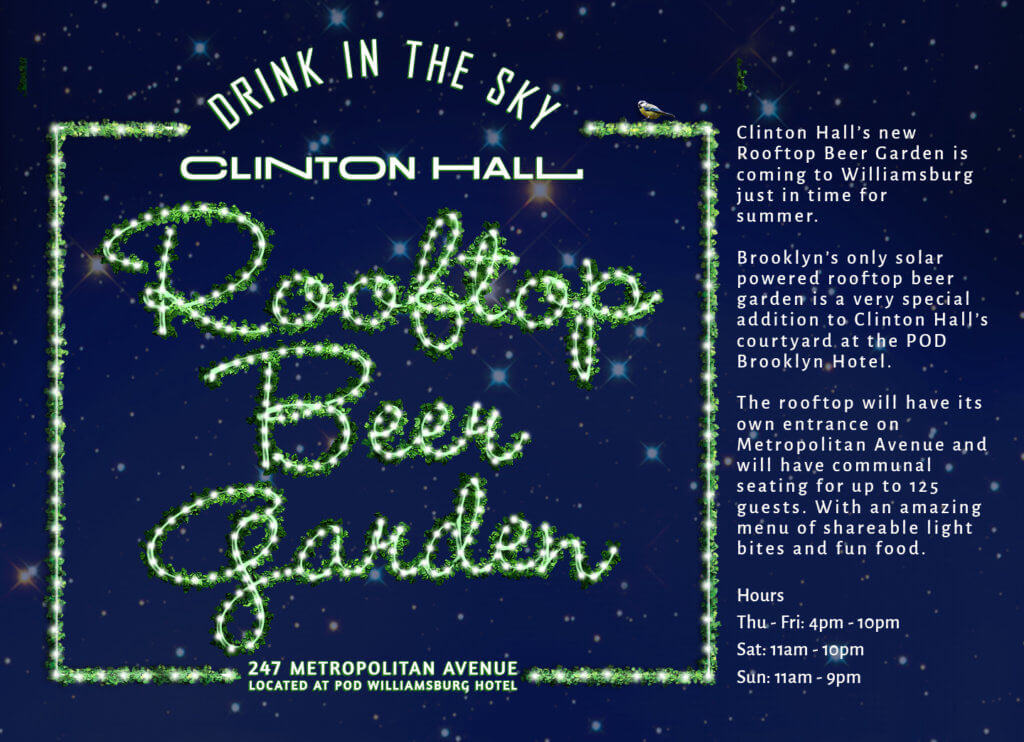 DRINK IN THE SKY
CLINTON HALL
Rooftop
Beer
Garden
247 METROPOLITAN AVENUE
LOCATED AT POD WILLIAMSBURG HOTEL
Clinton Hall's new
Rooftop Beer Garden is
coming to Williamsburg
just in time for
summer.
Brooklyn's only solar
powered rooftop beer
garden is a very special
addition to Clinton Hall's
courtyard at the POD
Brooklyn Hotel.
The rooftop will have its
own entrance on
Metropolitan Avenue and
will have communal
seating for up to 125
guests. With an amazing
menu of shareable light
bites and fun food.
Hours
Thu - Fri: 4pm - 10pm
Sat: 11am - 10pm
Sun: 11am - 9pm